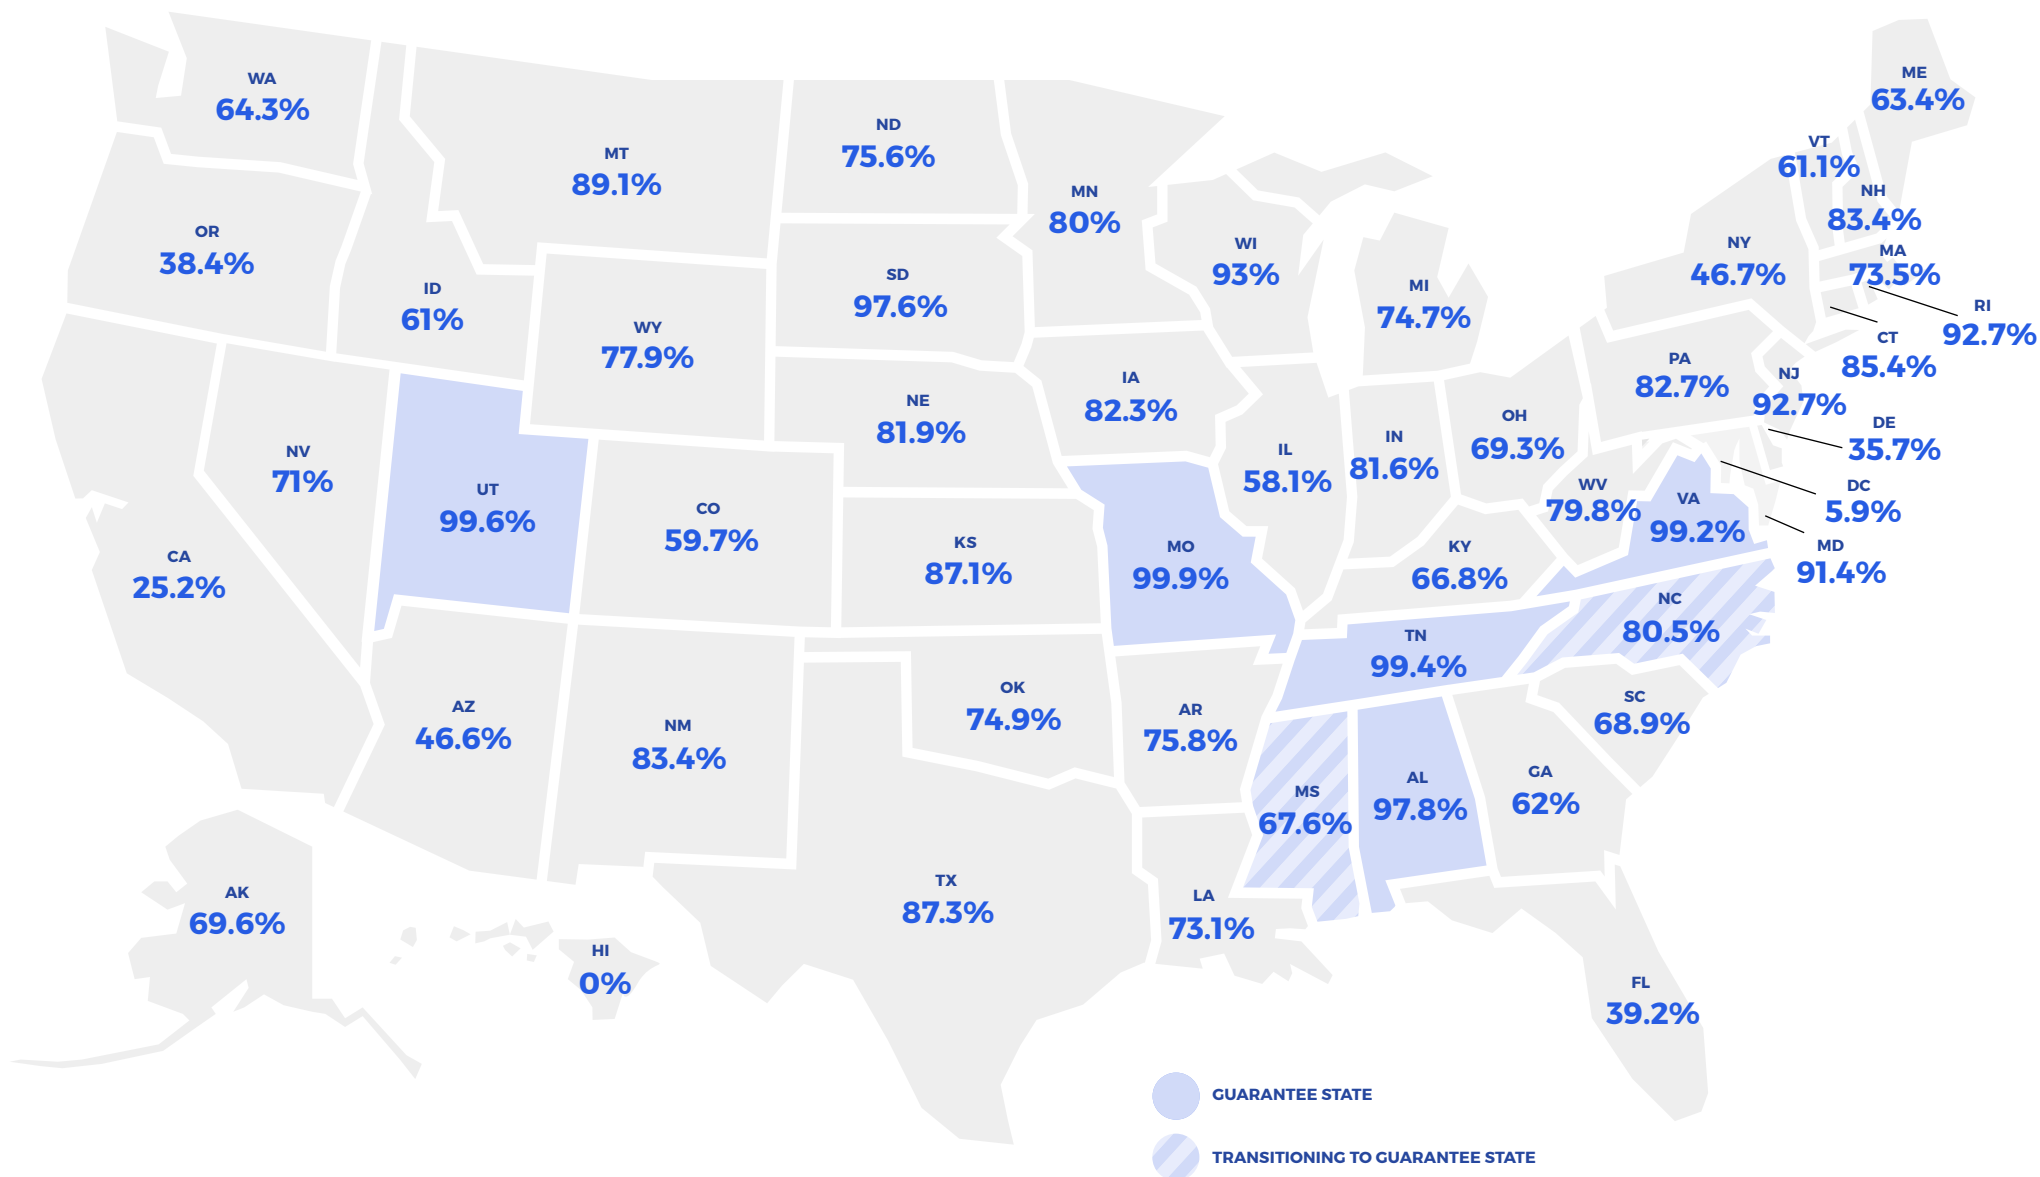 WA
64.3%
OR
38.4%
CA
25.2%
NV
71%
ID
61%
MT
89.1%
WY
77.9%
UT
99.6%
CO
59.7%
AZ
46.6%
NM
83.4%
AK
69.6%
HI
0%
ND
75.6%
SD
97.6%
NE
81.9%
KS
87.1%
OK
74.9%
TX
87.3%
MN
80%
IA
82.3%
MO
99.9%
AR
75.8%
LA
73.1%
WI
93%
IL
58.1%
MI
74.7%
IN
81.6%
OH
69.3%
KY
66.8%
TN
99.4%
MS
67.6%
AL
97.8%
GA
62%
FL
39.2%
SC
68.9%
NC
80.5%
VA
99.2%
WV
79.8%
PA
82.7%
NY
46.7%
VT
61.1%
NH
83.4%
ME
63.4%
MA
73.5%
RI
92.7%
CT
85.4%
NJ
92.7%
DE
35.7%
DC
5.9%
MD
91.4%
GUARANTEE STATE
TRANSITIONING TO GUARANTEE STATE